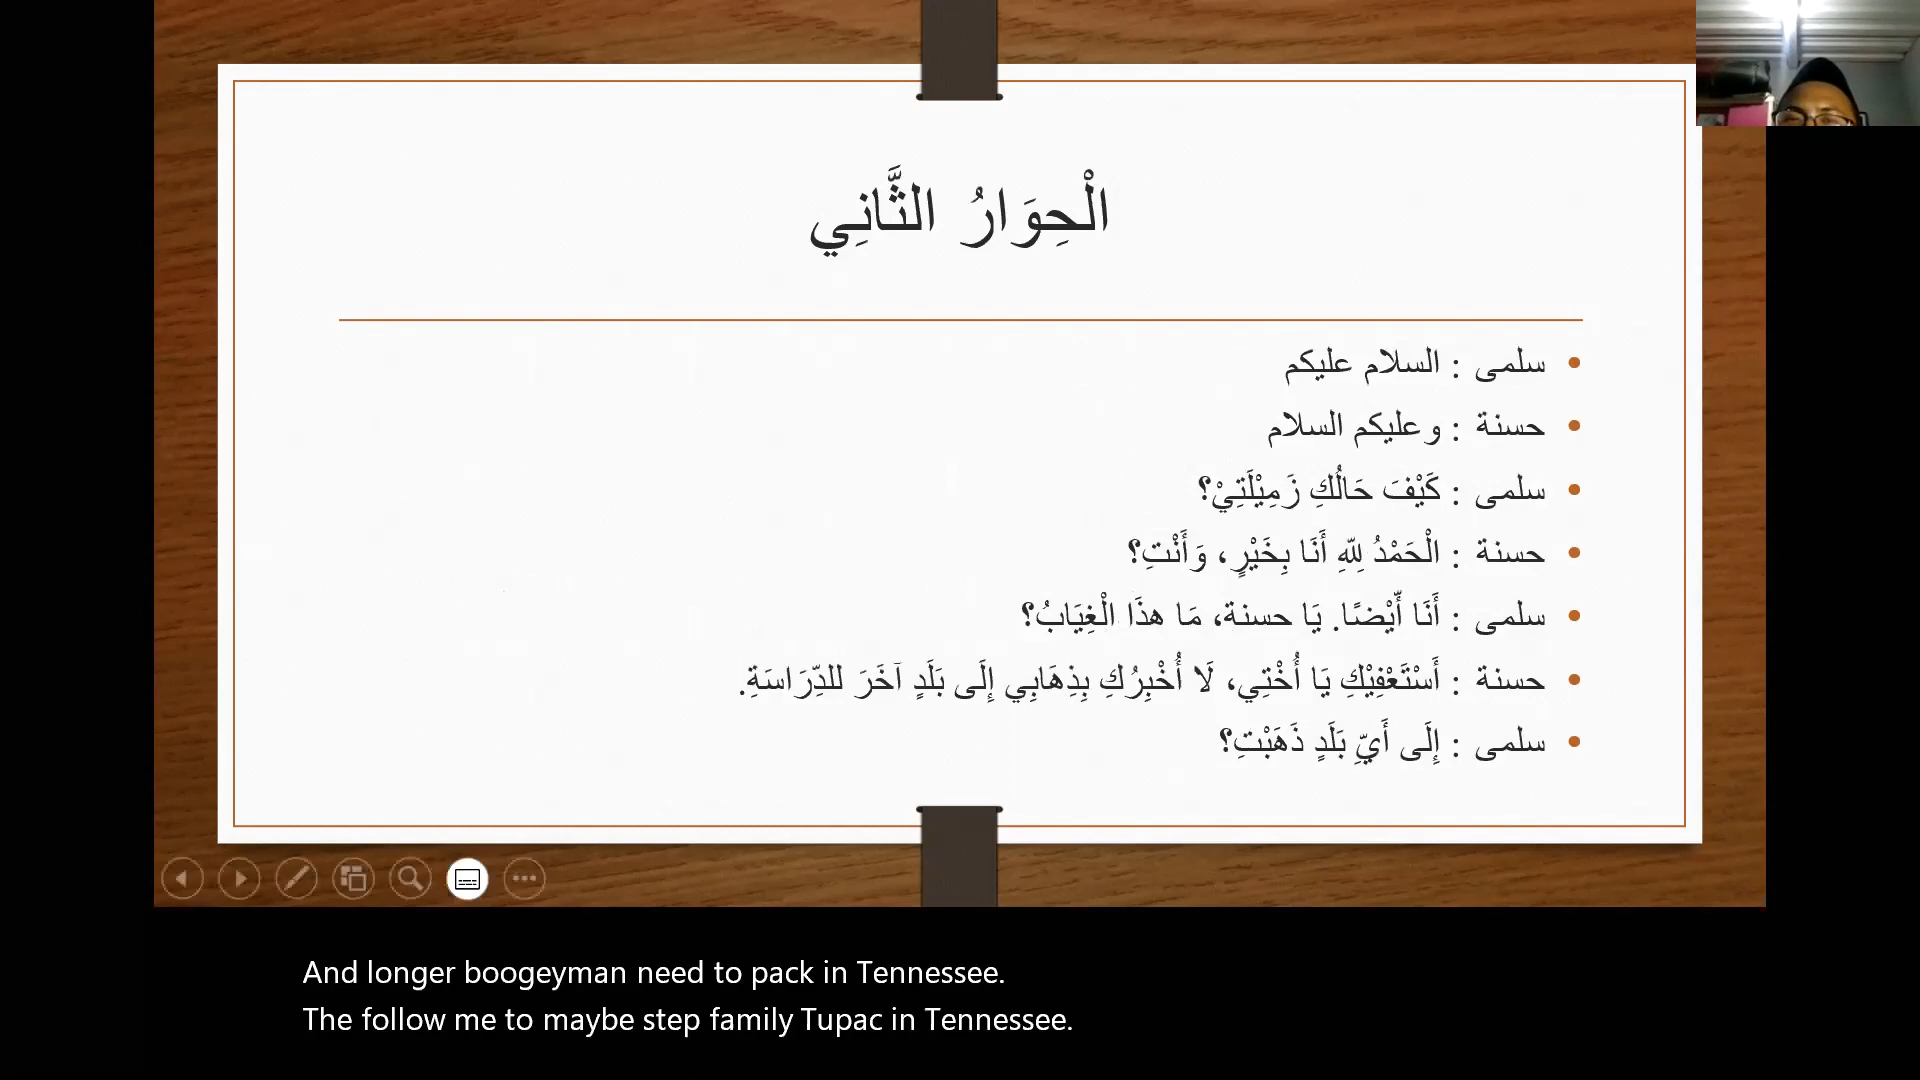 الْحِوَارُ الثَّانِي
• سلمى : السلام عليكم
• حسنة : وعليكم السلام
• سلمى : كَيْفَ حَالُكِ زَمِيْلَتِيْ؟
• حسنة : الْحَمْدُ لِلّٰهِ أَنَا بِخَيْرٍ، وَأَنْتِ؟
• سلمى : أَنَا أَيْضًا. يَا حسنة، مَا هذَا الْغِيَابُ؟
• حسنة : أَسْتَعْفِيْكِ يَا أُخْتِي، لَا أُخْبِرُكِ بِذِهَابِي إِلَى بَلَدٍ آخَرَ للدِّرَاسَةِ.
• سلمى : إِلَى أَيِّ بَلَدٍ ذَهَبْتِ؟
And longer boogeyman need to pack in Tennessee.
The follow me to maybe step family Tupac in Tennessee.